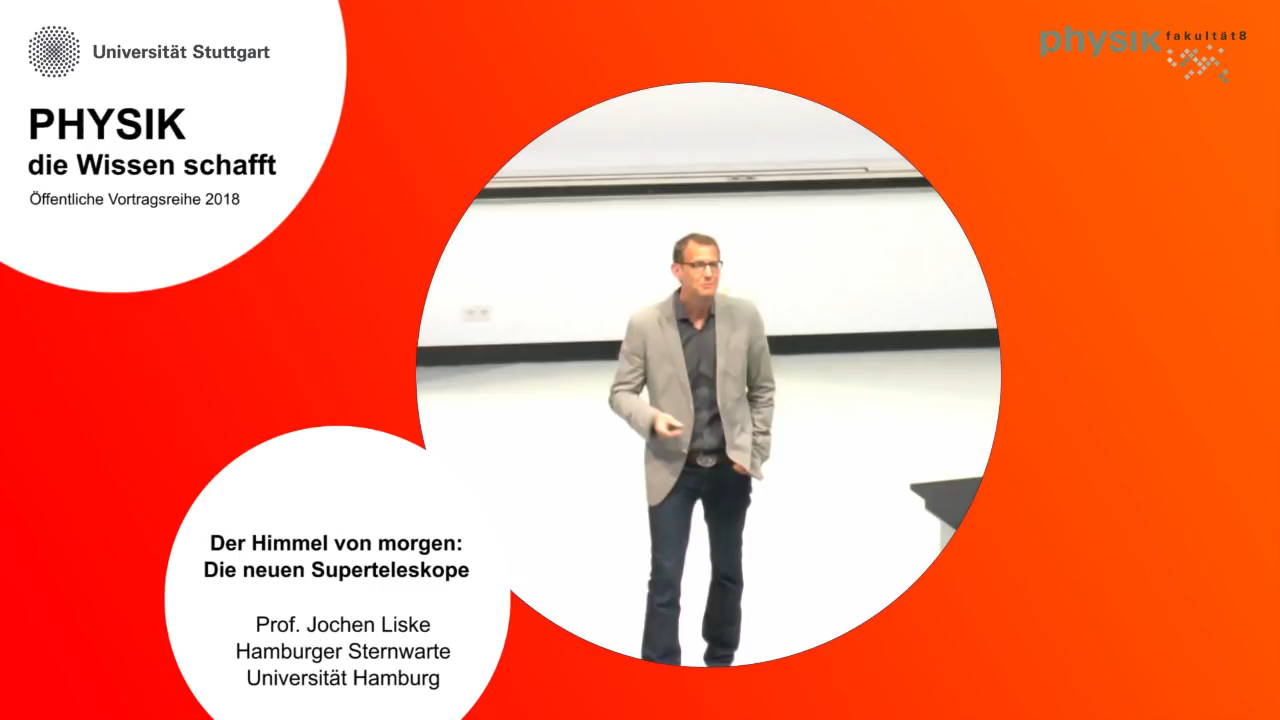 Universität Stuttgart
PHYSIK
die Wissen schafft
Öffentliche Vortragsreihe 2018
physik fakultät8
Der Himmel von morgen:
Die neuen Superteleskope
Prof. Jochen Liske
Hamburger Sternwarte
Universität Hamburg